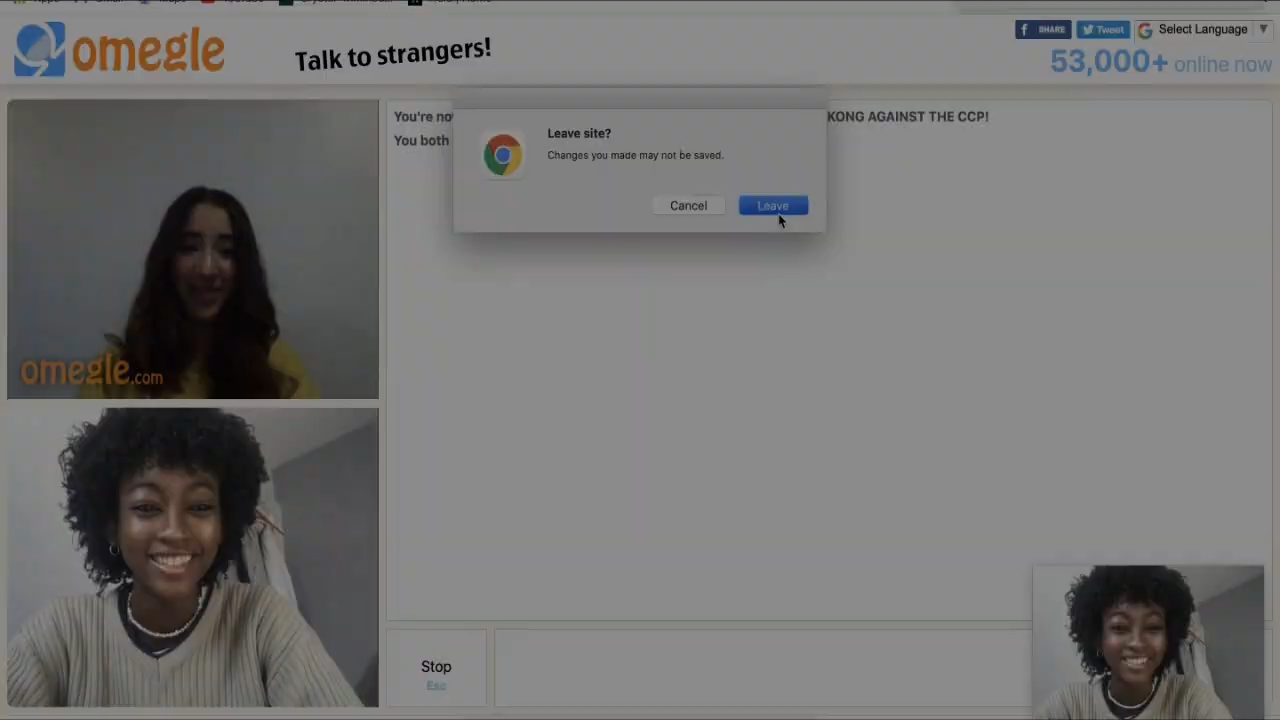 omegle
Talk to strangers!
SHARE
Tweet
Select Language
53,000+ online now
You're no
KONG AGAINST THE CCP!
You both
Leave site?
Changes you made may not be saved.
Cancel
Leave
omegle.com
Stop
Esc